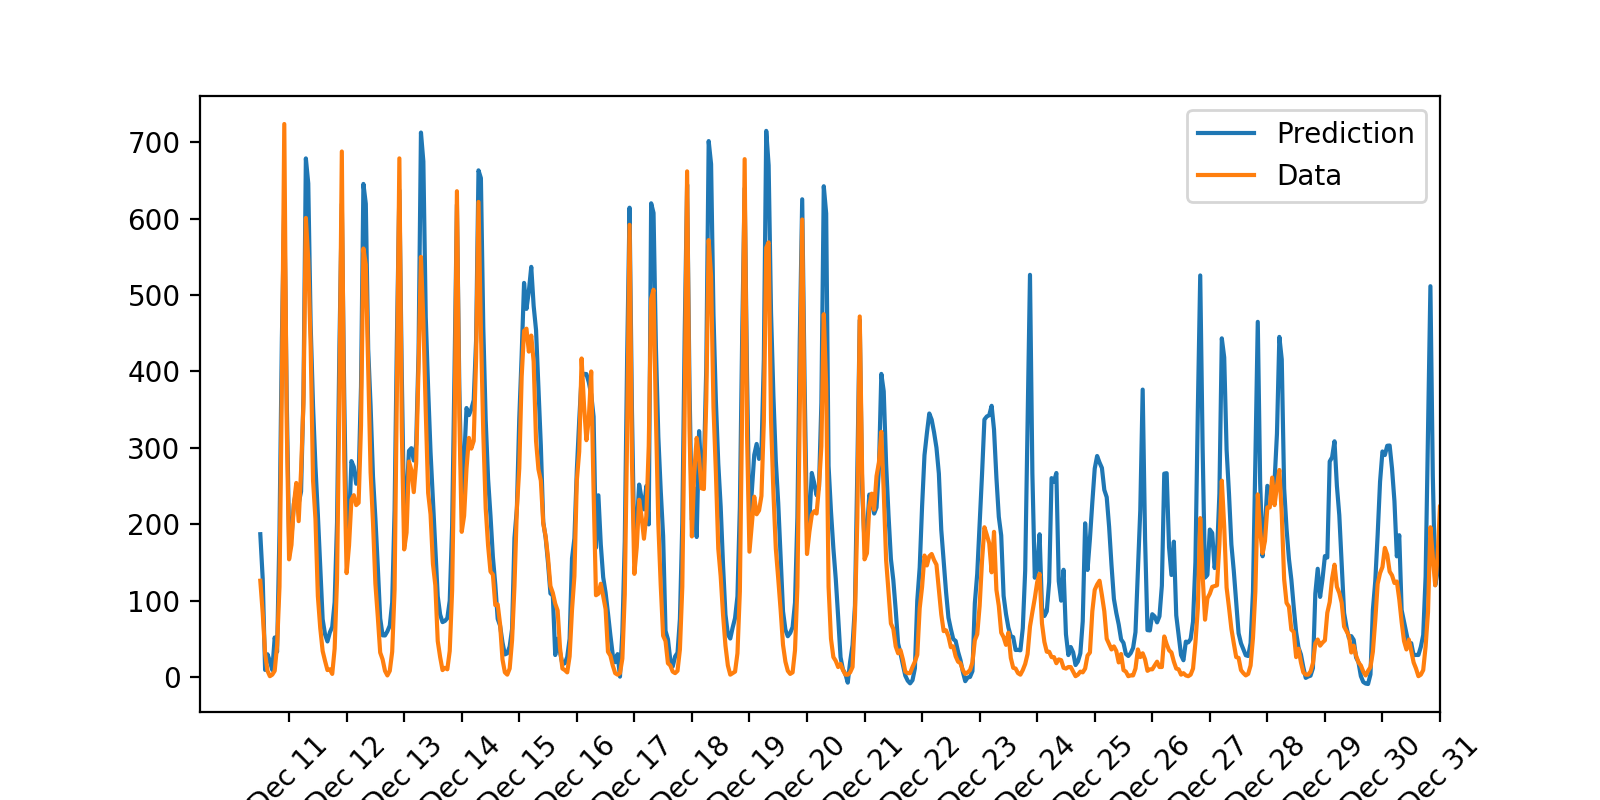 Prediction
Data
700
600
500
400
300
200
100
0
Dec 11
Dec 12
Dec 13
Dec 14
Dec 15
Dec 16
Dec 17
Dec 18
Dec 19
Dec 20
Dec 21
Dec 22
Dec 23
Dec 24
Dec 25
Dec 26
Dec 27
Dec 28
Dec 29
Dec 30
Dec 31